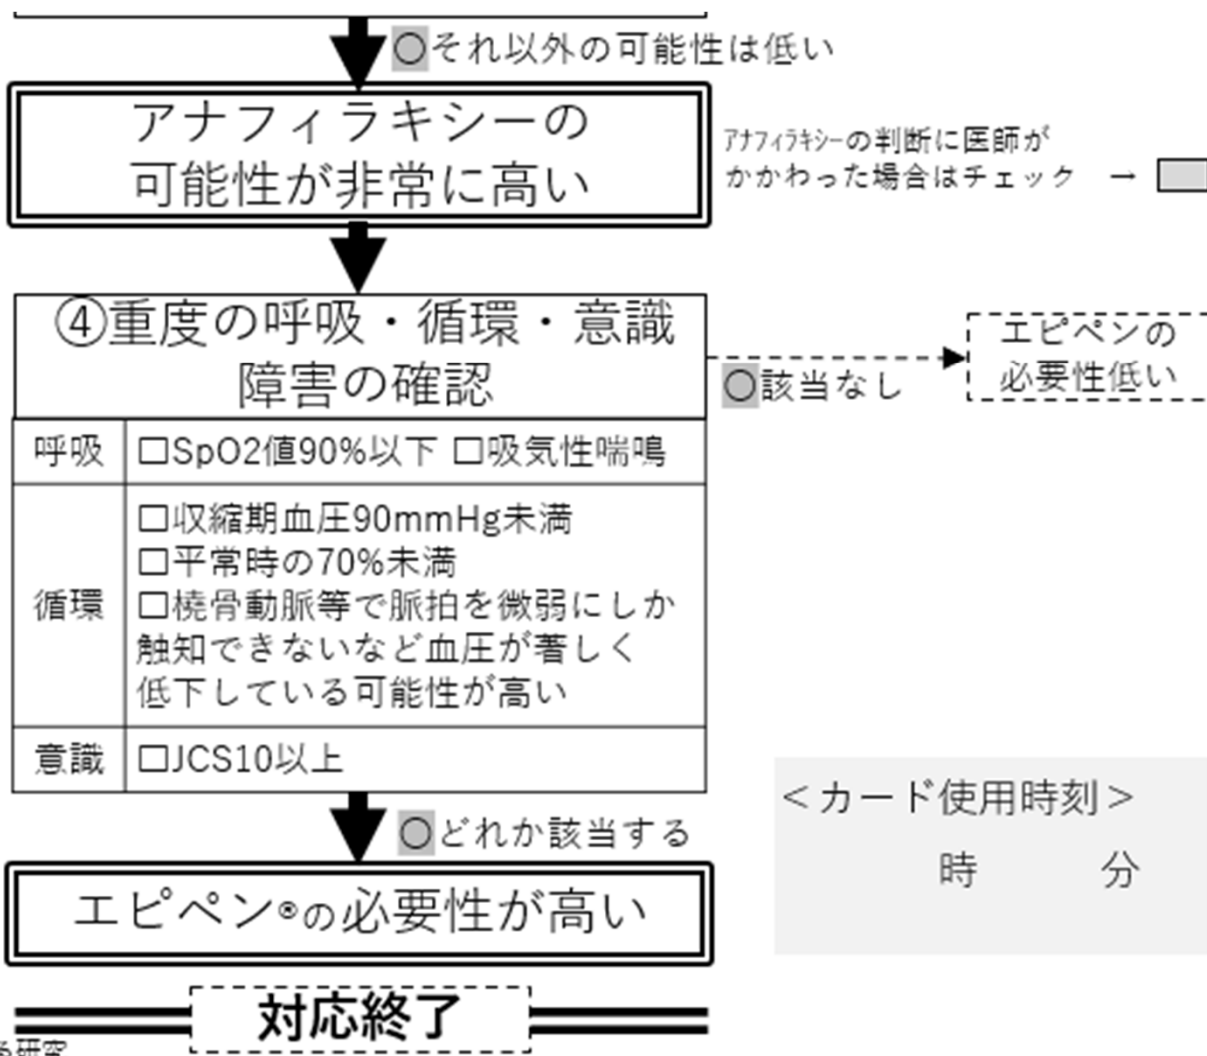 ○それ以外の可能性は低い
アナフィラキシーの
可能性が非常に高い
アナフィラキシーの判断に医師が
かかわった場合はチェック →
④重度の呼吸・循環・意識
障害の確認
○該当なし
エピペンの
必要性低い
呼吸 □SpO2値90%以下 □吸気性喘鳴
循環
□収縮期血圧90mmHg未満
□平常時の70%未満
□橈骨動脈等で脈拍を微弱にしか
触知できないなど血圧が著しく
低下している可能性が高い
意識 □JCS10以上
○どれか該当する
<カード使用時刻>
時 分
エピペン®の必要性が高い
対応終了
る研究